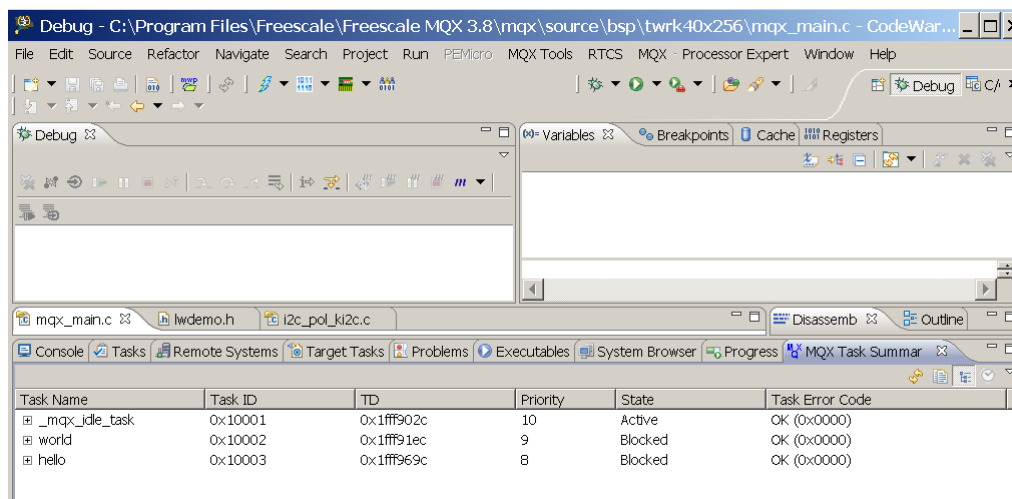 Debug - C:\Program Files\Freescale\Freescale MQX 3.8\mqx\source\bsp\twrk40x256\mqx_main.c - CodeWar...
File Edit Source Refactor Navigate Search Project Run PEMicro MQX Tools RTCS MQX - Processor Expert Window Help
Debug C/
Debug
(x)= Variables Breakpoints Cache Registers
mqx_main.c lwdemo.h i2c_pol_ki2c.c Disassemb Outline
Console Tasks Remote Systems Target Tasks Problems Executables System Browser Progress MQX Task Summar
Task Name Task ID TD Priority State Task Error Code
_mqx_idle_task 0x10001 0x1fff902c 10 Active OK (0x0000)
world 0x10002 0x1fff91ec 9 Blocked OK (0x0000)
hello 0x10003 0x1fff969c 8 Blocked OK (0x0000)